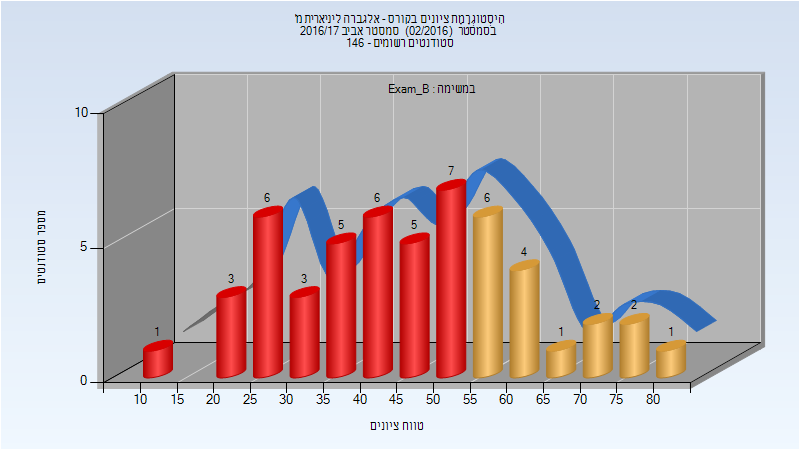 היסטוגרמת ציונים בקורס - אלגברה ליניארית מ'
בסמסטר (02/2016) סמסטר אביב 2016/17
סטודנטים רשומים - 146
במשימה : Exam_B
מספר סטודנטים
10
5
0
1
3
6
3
5
6
5
7
6
4
1
2
2
1
10 15 20 25 30 35 40 45 50 55 60 65 70 75 80
טווח ציונים